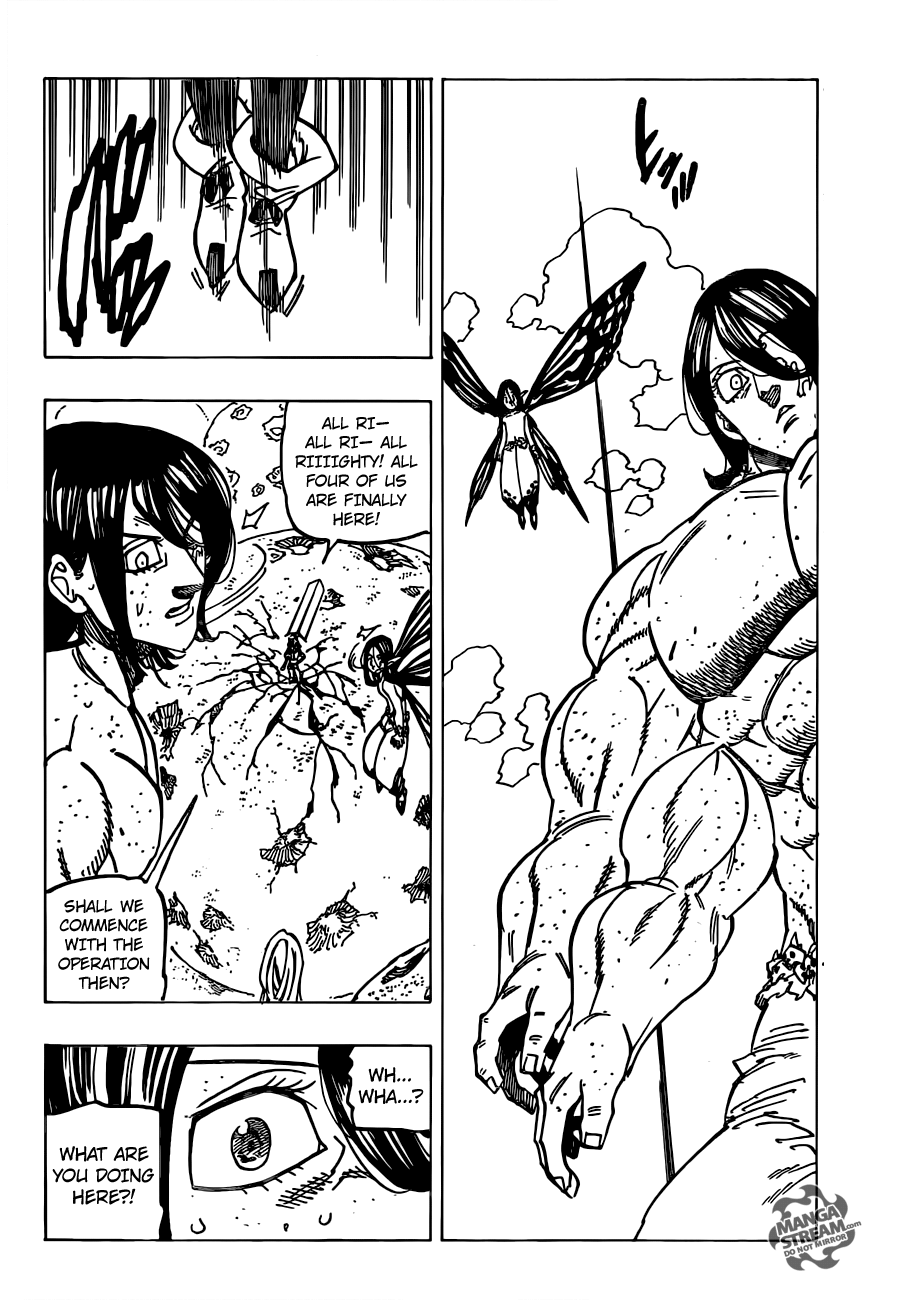 ALL RI—
ALL RI— ALL
RIIIIGHTY! ALL
FOUR OF US
ARE FINALLY
HERE!
SHALL WE
COMMENCE
WITH THE
OPERATION
THEN?
WH...
WHA...?
WHAT ARE
YOU DOING
HERE?!
MANGA
STREAM.com
DO NOT MIRROR